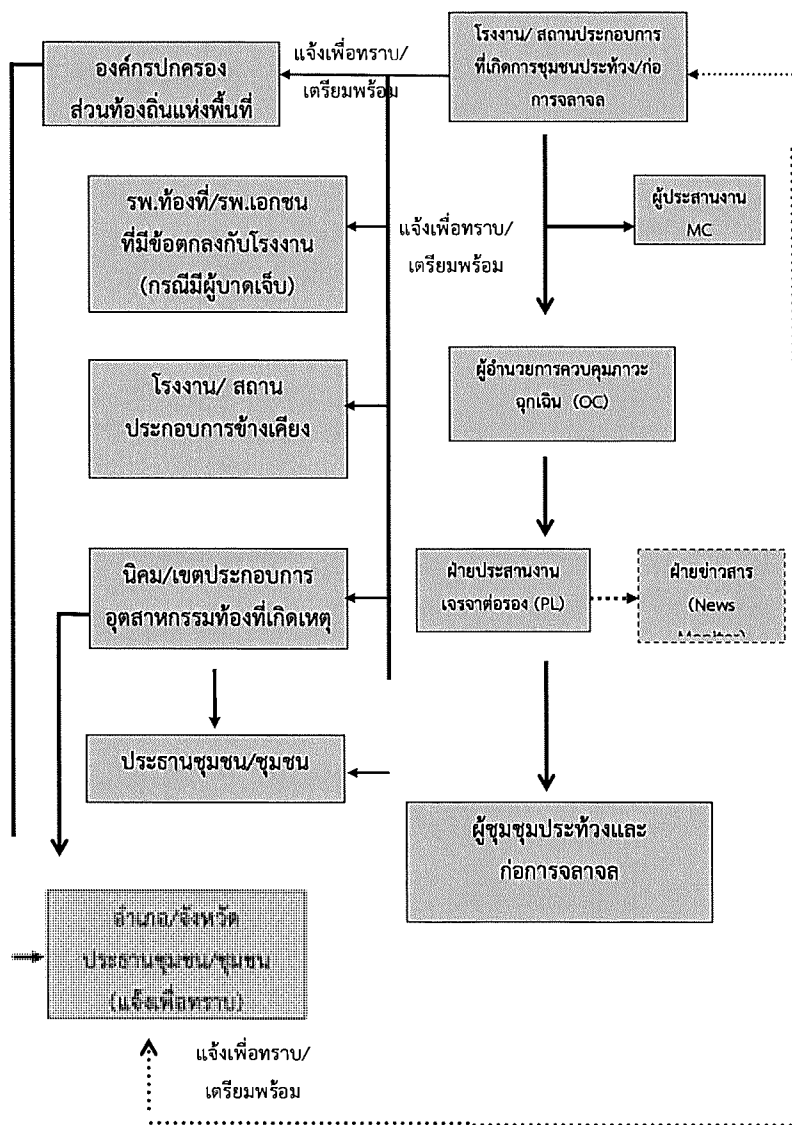 องค์กรปกครอง
ส่วนท้องถิ่นแห่งพื้นที่
แจ้งเพื่อทราบ/
เตรียมพร้อม
โรงงาน/ สถานประกอบการ
ที่เกิดการชุมชนประท้วง/ก่อ
การจลาจล
รพ.ท้องที่/รพ.เอกชน
ที่มีข้อตกลงกับโรงงาน
(กรณีมีผู้บาดเจ็บ)
แจ้งเพื่อทราบ/
เตรียมพร้อม
ผู้ประสานงาน
MC
โรงงาน/ สถาน
ประกอบการข้างเคียง
ผู้อำนวยการควบคุมภาวะ
ฉุกเฉิน (OC)
นิคม/เขตประกอบการ
อุตสาหกรรมท้องที่เกิดเหตุ
ฝ่ายประสานงาน
เจรจาต่อรอง (PL)
ฝ่ายข่าวสาร
(News
Monitor)
ประธานชุมชน/ชุมชน
ผู้ชุมชุมประท้วงและ
ก่อการจลาจล
อำเภอ/จังหวัด
ประธานชุมชน/ชุมชน
(แจ้งเพื่อทราบ)
แจ้งเพื่อทราบ/
เตรียมพร้อม